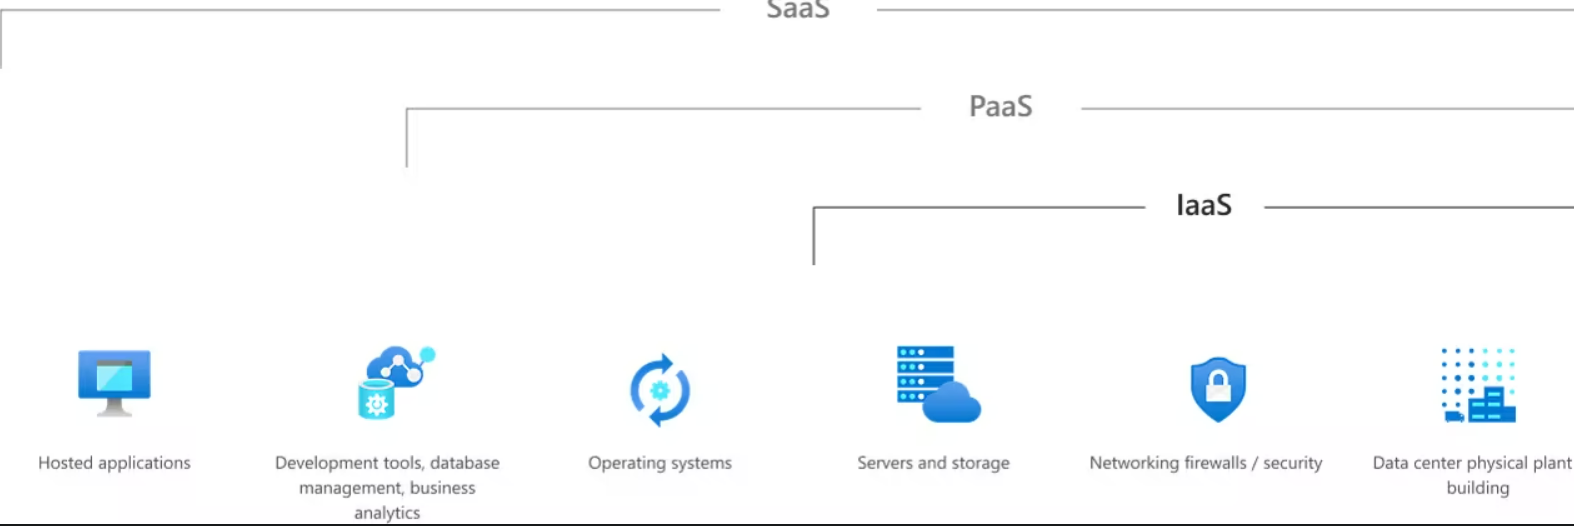 SaaS
PaaS
IaaS
Hosted applications
Development tools, database
management, business
analytics
Operating systems
Servers and storage
Networking firewalls / security
Data center physical plant
building